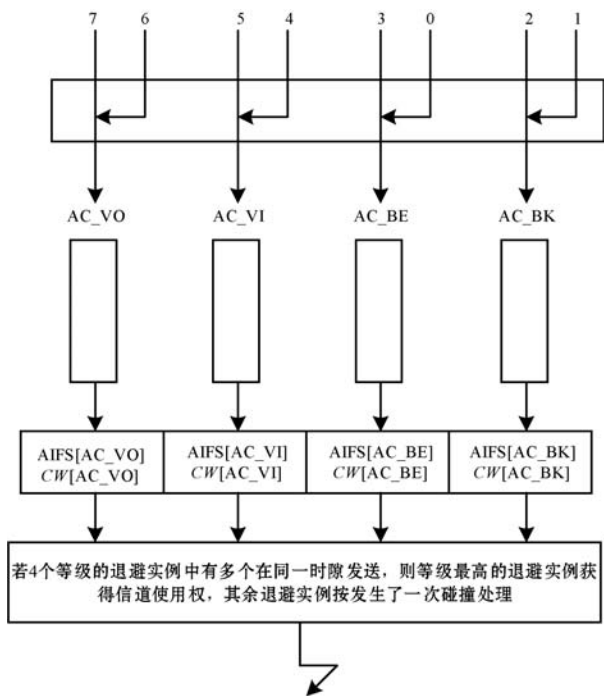 7 6 5 4 3 0 2 1
AC_VO AC_VI AC_BE AC_BK
AIFS[AC_VO] AIFS[AC_VI] AIFS[AC_BE] AIFS[AC_BK]
CW[AC_VO] CW[AC_VI] CW[AC_BE] CW[AC_BK]
若4个等级的退避实例中有多个在同一时隙发送，则等级最高的退避实例获
得信道使用权，其余退避实例按发生了一次碰撞处理